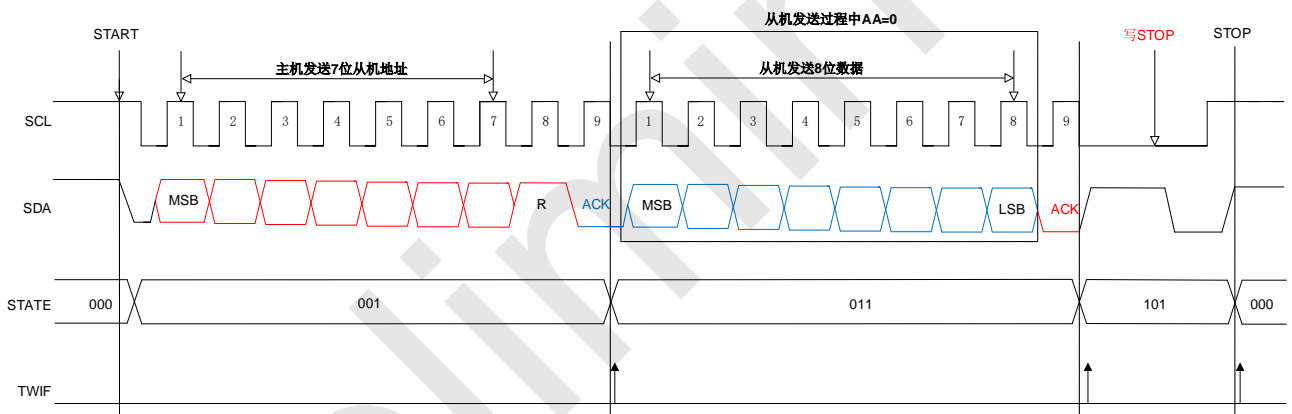 从机发送过程中AA=0
START
写STOP
STOP
主机发送7位从机地址
从机发送8位数据
SCL 1 2 3 4 5 6 7 8 9 1 2 3 4 5 6 7 8 9
SDA MSB R ACK MSB LSB ACK
STATE 000 001 011 101 000
TWIF